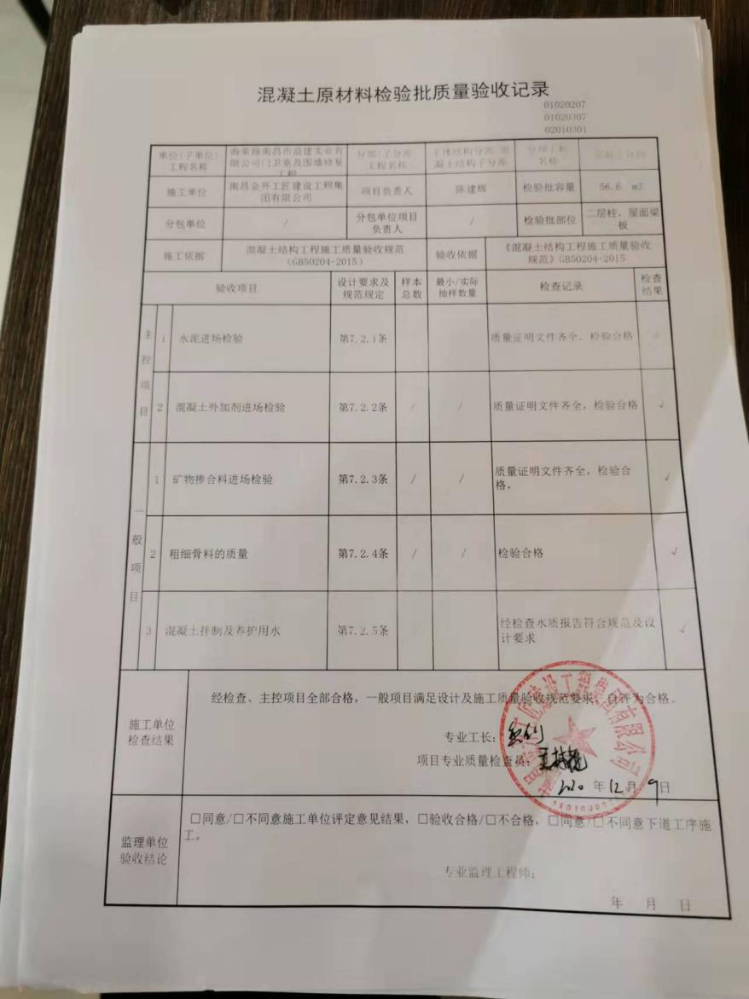 混凝土原材料检验批质量验收记录
01020207
01020307
02010301
单位(子单位)
工程名称
南昌市益建实业有
限公司(门卫室及围墙修复
工程
分部(子分部
工程名称
主体结构分部, 混
凝土结构子分部
分项工程
名称
混凝土分项
施工单位
南昌金开工匠建设工程集
团有限公司
项目负责人
陈建辉
检验批容量
56.6 m3
分包单位
/
分包单位项目
负责人
/
检验批部位
二层柱，屋面梁
板
施工依据
混凝土结构工程施工质量验收规范
(GB50204-2015)
验收依据
《混凝土结构工程施工质量验收
规范》GB50204-2015
验收项目
设计要求及
规范规定
样本
总数
最小/实际
抽样数量
检查记录
检查
结果
主
控
项
目
1
水泥进场检验
第7.2.1条
质量证明文件齐全，检验合格
2
混凝土外加剂进场检验
第7.2.2条
/
/
质量证明文件齐全，检验合格
√
一
般
项
目
1
矿物掺合料进场检验
第7.2.3条
/
/
质量证明文件齐全，检验合
格，
√
2
粗细骨料的质量
第7.2.4条
/
/
检验合格
√
3
混凝土拌制及养护用水
第7.2.5条
经检查水质报告符合规范及设
计要求
√
施工单位
检查结果
经检查、主控项目全部合格，一般项目满足设计及施工质量验收规范要求，自评为合格。
专业工长：
项目专业质量检查员：
2020 年 12 月 9 日
监理单位
验收结论
□同意/□不同意施工单位评定意见结果，□验收合格/□不合格，□同意/□不同意下道工序施
工。
专业监理工程师：
年 月 日